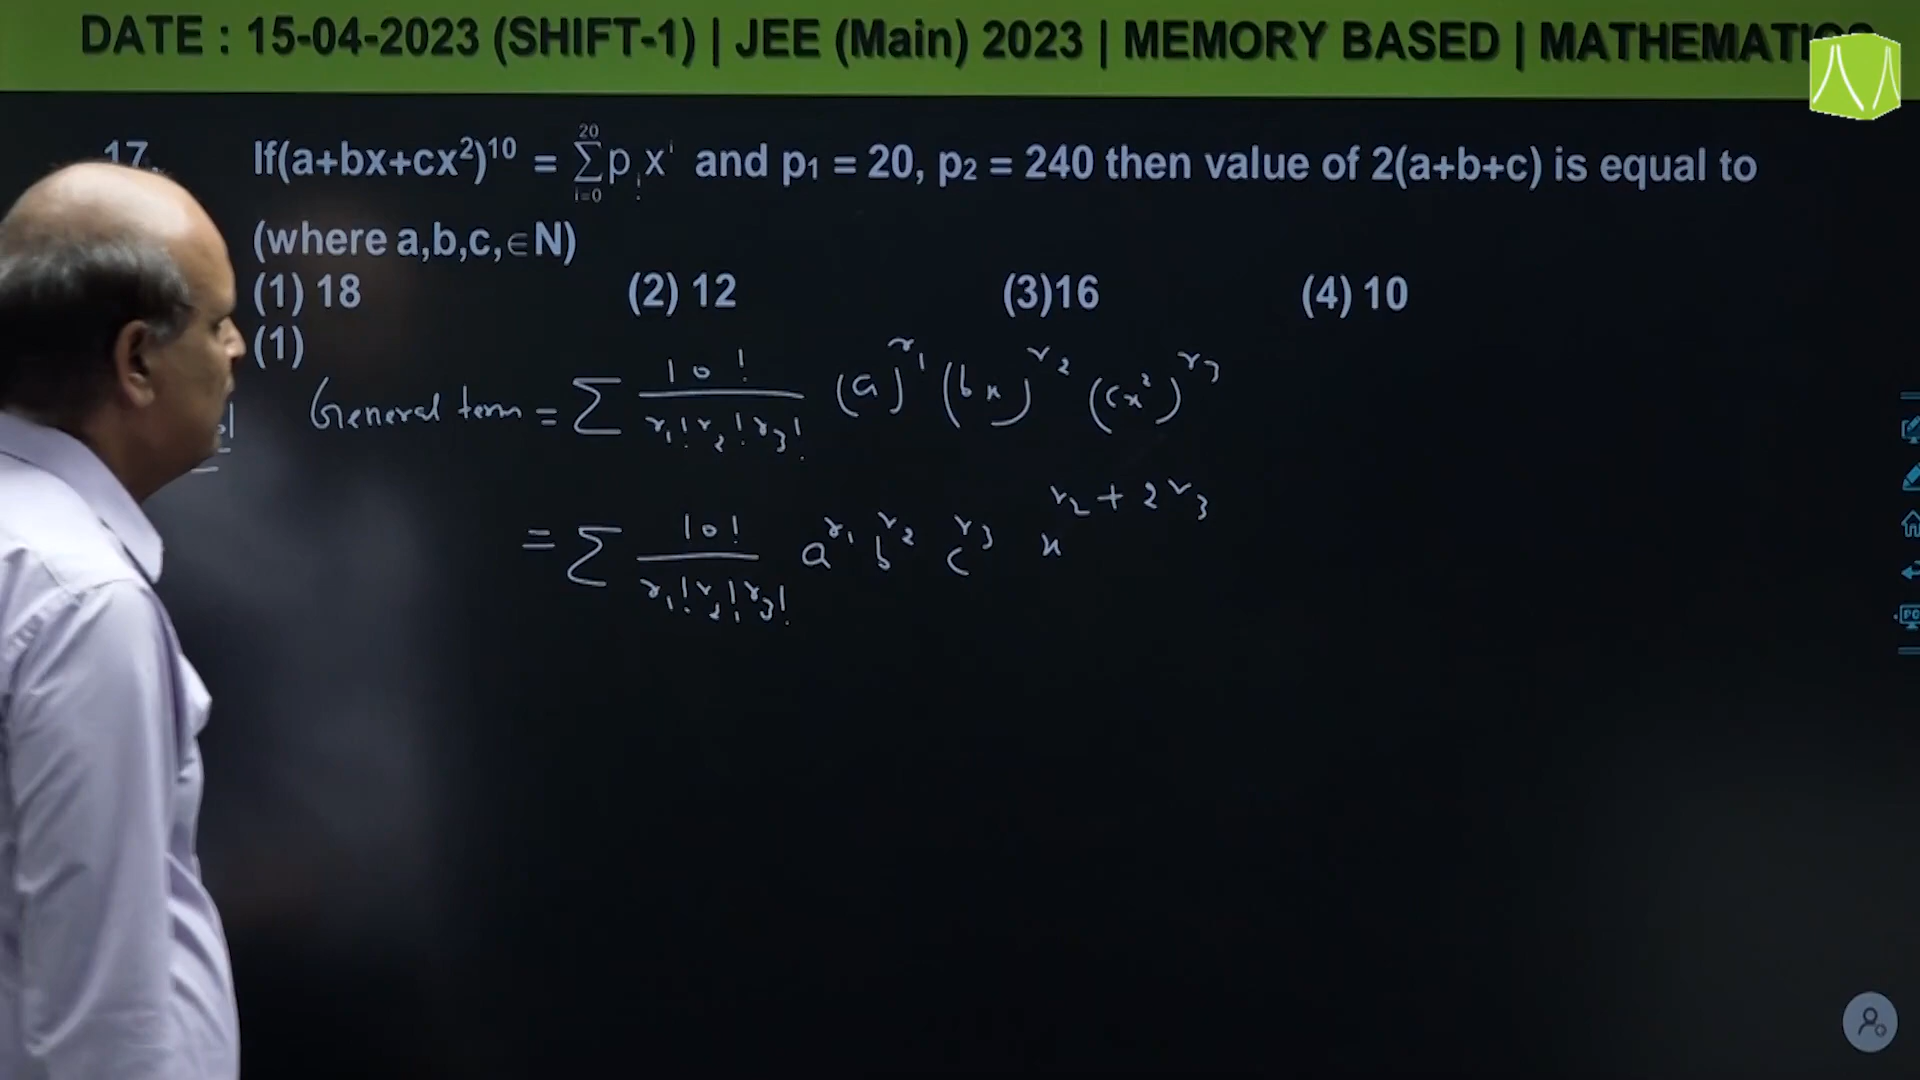 DATE : 15-04-2023 (SHIFT-1) | JEE (Main) 2023 | MEMORY BASED | MATHEMATICS
17. If(a+bx+cx²)¹⁰ = ∑_{i=0}^{20} pᵢxⁱ and p₁ = 20, p₂ = 240 then value of 2(a+b+c) is equal to
(where a,b,c,∈N)
(1) 18 (2) 12 (3)16 (4) 10
(1)
General term = ∑ 10!/(r₁!r₂!r₃!) (a)^{r₁} (bx)^{r₂} (cx²)^{r₃}
= ∑ 10!/(r₁!r₂!r₃!) a^{r₁} b^{r₂} c^{r₃} x^{r₂+2r₃}